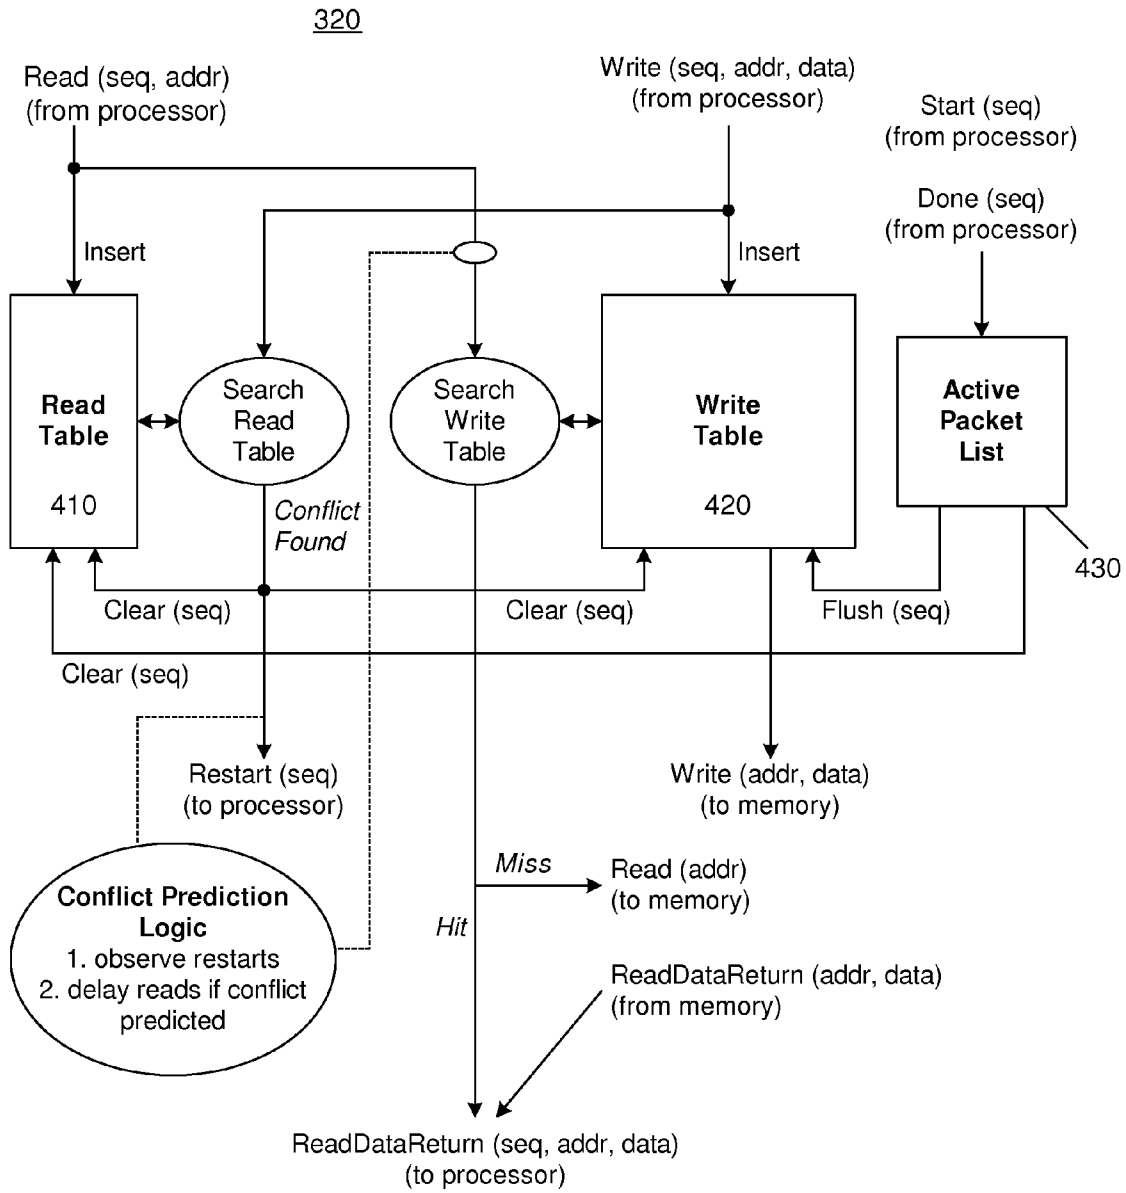 320
Read (seq, addr)
(from processor)
Write (seq, addr, data)
(from processor)
Start (seq)
(from processor)
Done (seq)
(from processor)
Insert
Insert
Read
Table
410
Search
Read
Table
Search
Write
Table
Write
Table
420
Active
Packet
List
430
Conflict
Found
Clear (seq)
Clear (seq)
Flush (seq)
Clear (seq)
Restart (seq)
(to processor)
Write (addr, data)
(to memory)
Miss
Read (addr)
(to memory)
Hit
Conflict Prediction
Logic
1. observe restarts
2. delay reads if conflict
predicted
ReadDataReturn (addr, data)
(from memory)
ReadDataReturn (seq, addr, data)
(to processor)